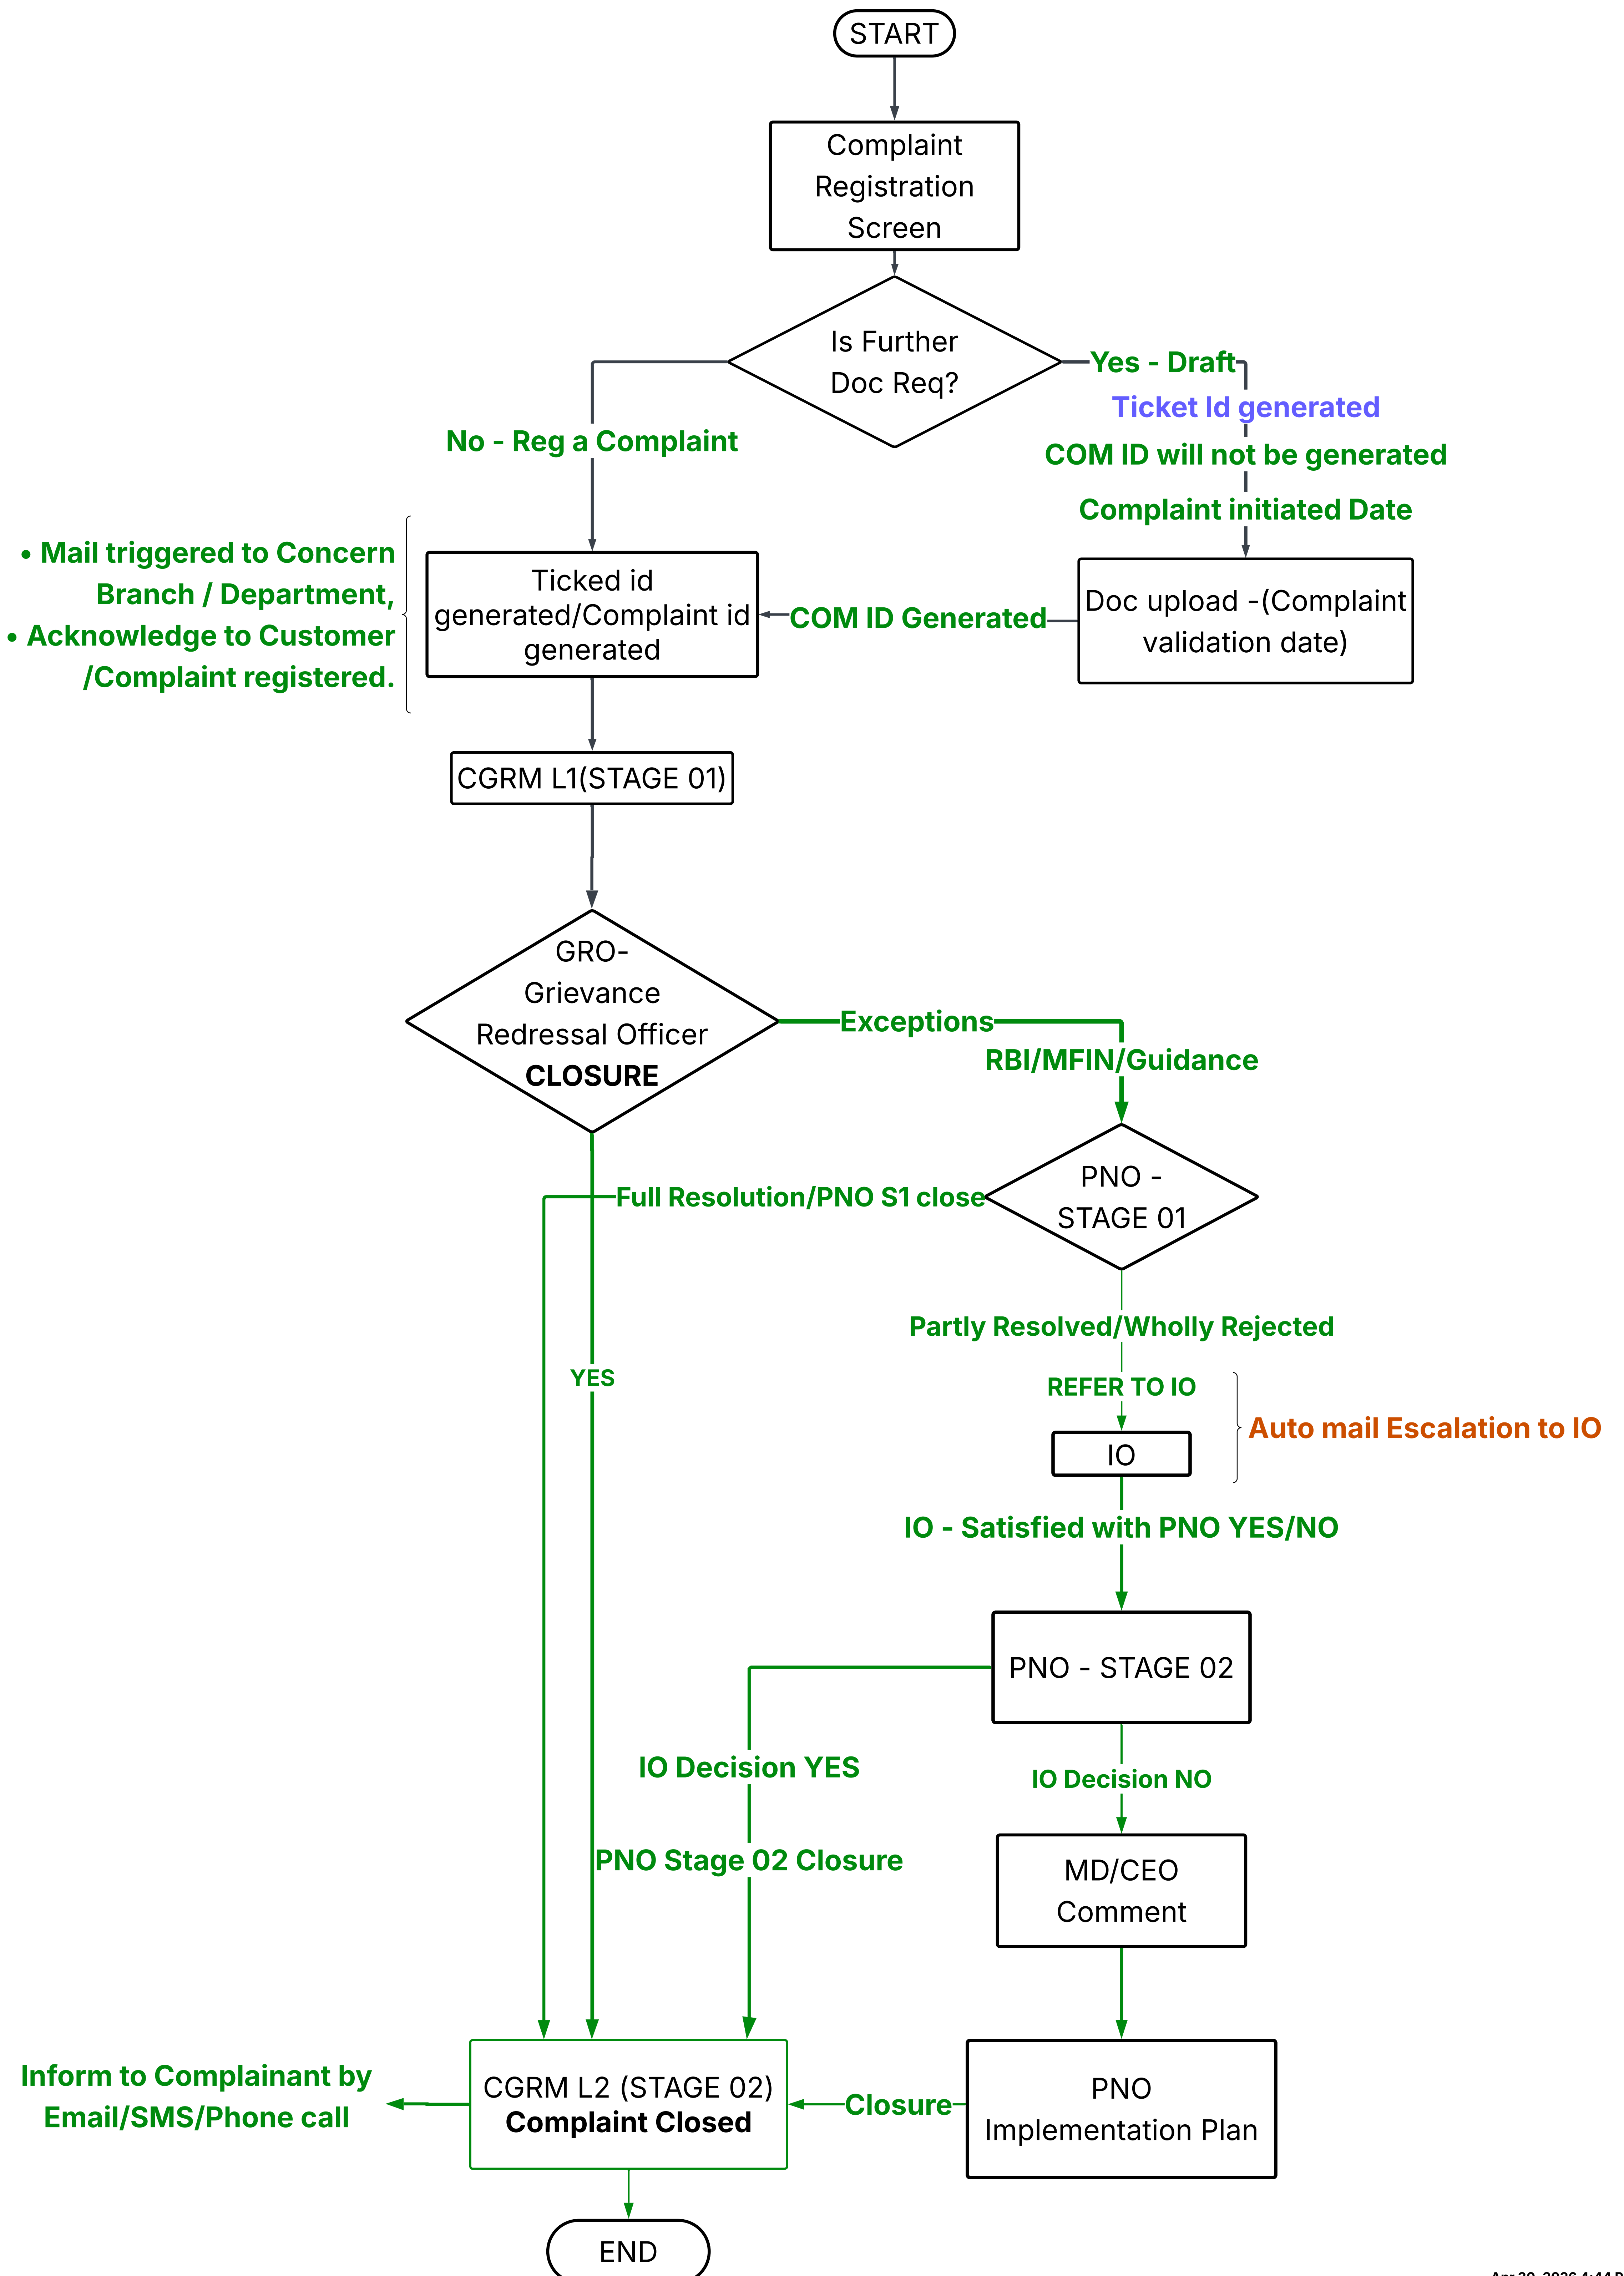 START
Complaint
Registration
Screen
Is Further
Doc Req?
Yes - Draft
Ticket Id generated
No - Reg a Complaint
COM ID will not be generated
Complaint initiated Date
• Mail triggered to Concern
Branch / Department,
• Acknowledge to Customer
/Complaint registered.
Ticked id
generated/Complaint id
generated
COM ID Generated
Doc upload -(Complaint
validation date)
CGRM L1(STAGE 01)
GRO-
Grievance
Redressal Officer
CLOSURE
Exceptions
RBI/MFIN/Guidance
PNO -
STAGE 01
Full Resolution/PNO S1 close
Partly Resolved/Wholly Rejected
YES
REFER TO IO
Auto mail Escalation to IO
IO
IO - Satisfied with PNO YES/NO
PNO - STAGE 02
IO Decision YES
IO Decision NO
PNO Stage 02 Closure
MD/CEO
Comment
Inform to Complainant by
Email/SMS/Phone call
CGRM L2 (STAGE 02)
Complaint Closed
Closure
PNO
Implementation Plan
END